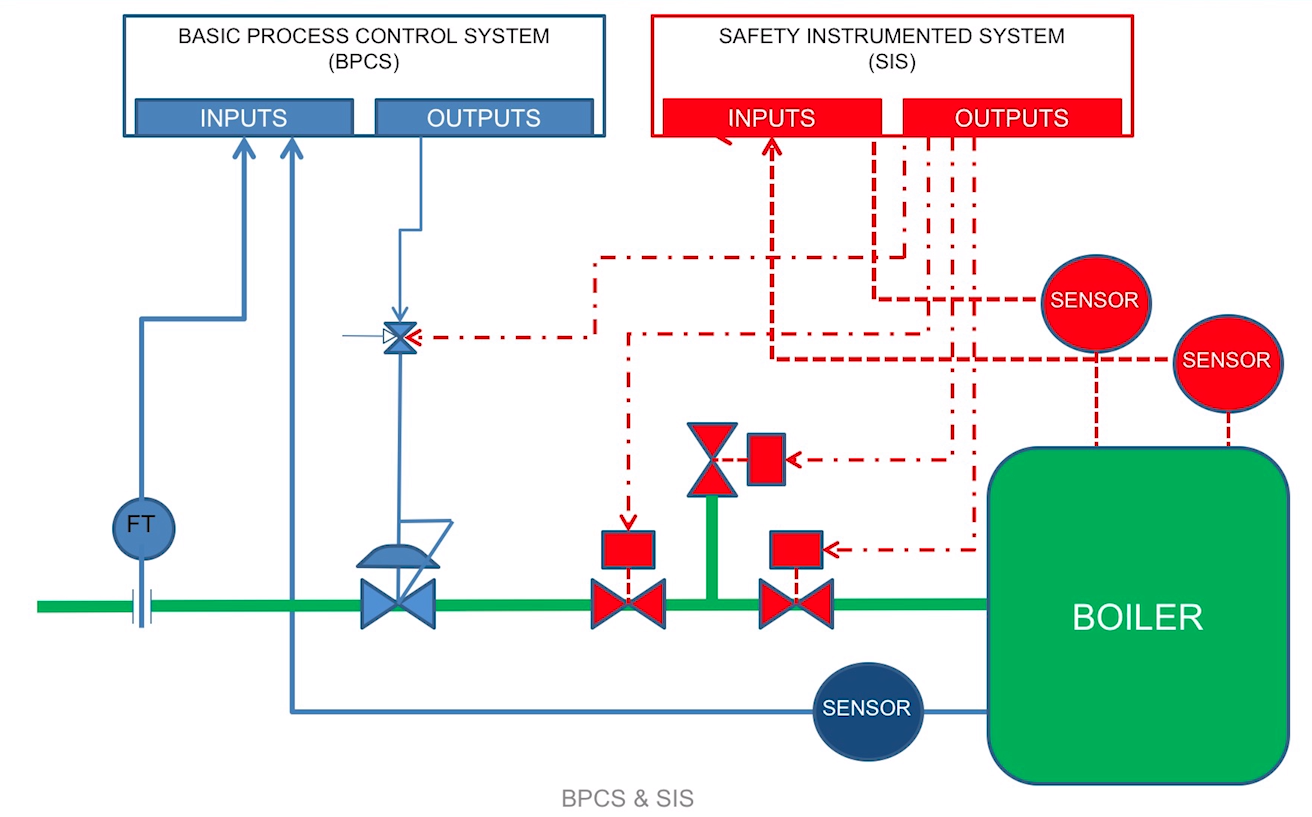 BASIC PROCESS CONTROL SYSTEM
(BPCS)
INPUTS
OUTPUTS
SAFETY INSTRUMENTED SYSTEM
(SIS)
INPUTS
OUTPUTS
SENSOR
SENSOR
FT
BOILER
SENSOR
BPCS & SIS